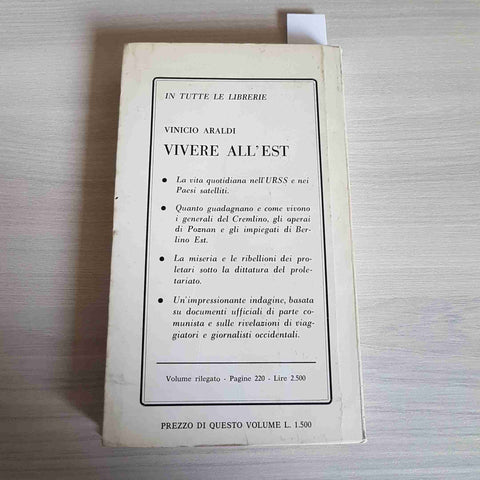 IN TUTTE LE LIBRERIE
VINICIO ARALDI
VIVERE ALL'EST
• La vita quotidiana nell'URSS e nei
Paesi satelliti.
• Quanto guadagnano e come vivono
i generali del Cremlino, gli operai
di Poznan e gli impiegati di Ber-
lino Est.
• La miseria e le ribellioni dei pro-
letari sotto la dittatura del prole-
tariato.
• Un'impressionante indagine, basata
su documenti ufficiali di parte co-
munista e sulle rivelazioni di viag-
giatori e giornalisti occidentali.
Volume rilegato - Pagine 220 - Lire 2.500
PREZZO DI QUESTO VOLUME L. 1.500